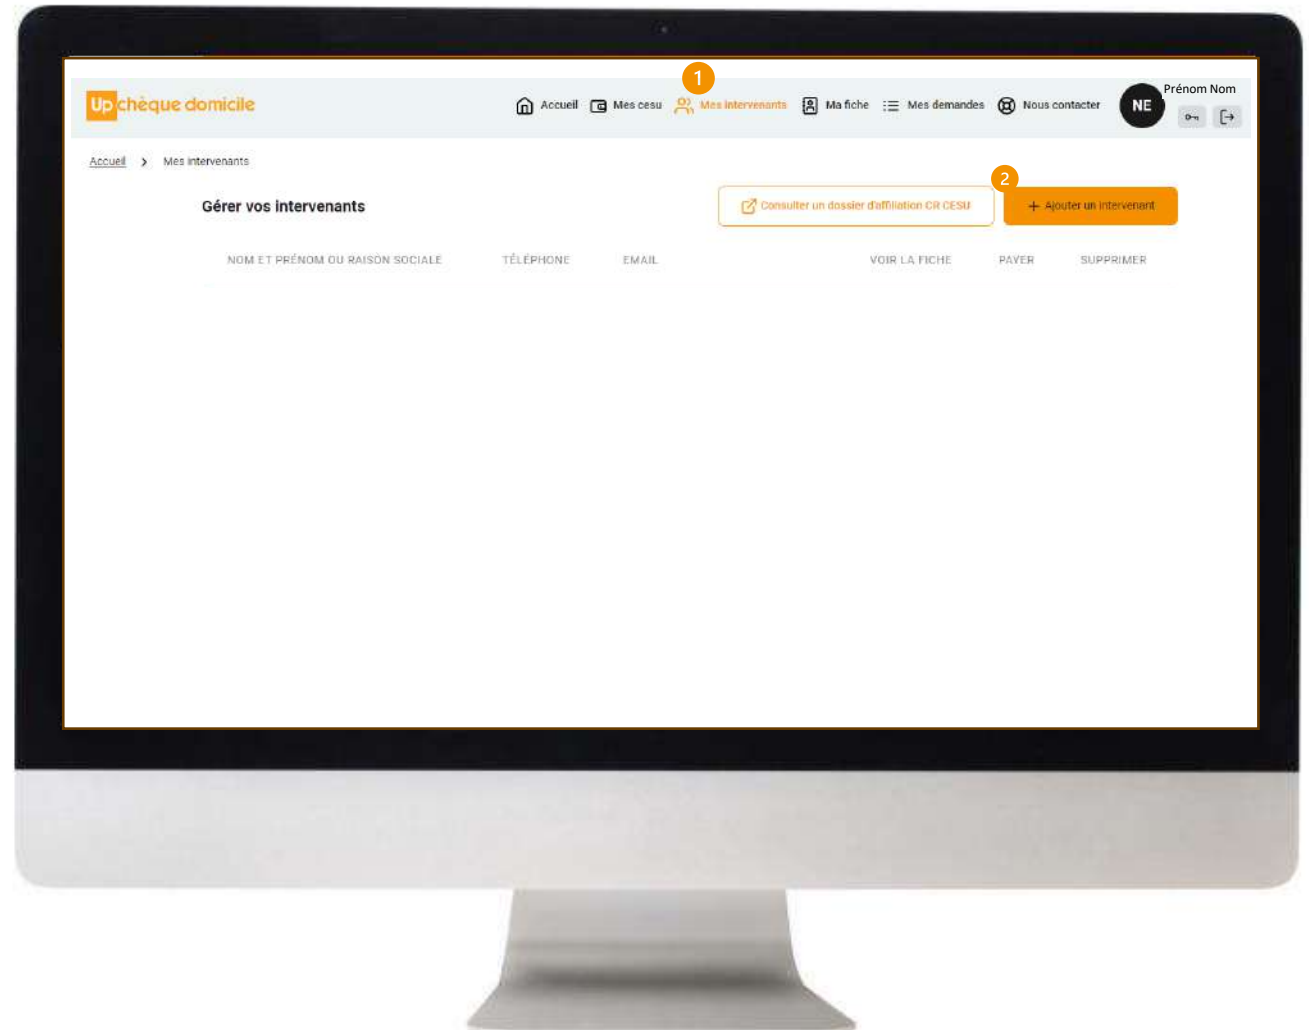 1
Up chèque domicile
Accueil
Mes cesu
Mes intervenants
Ma fiche
Mes demandes
Nous contacter
NE
Prénom Nom
Accueil > Mes intervenants
2
Gérer vos intervenants
Consulter un dossier d'affiliation CR CESU
+ Ajouter un intervenant
NOM ET PRÉNOM OU RAISON SOCIALE
TÉLÉPHONE
EMAIL
VOIR LA FICHE
PAYER
SUPPRIMER